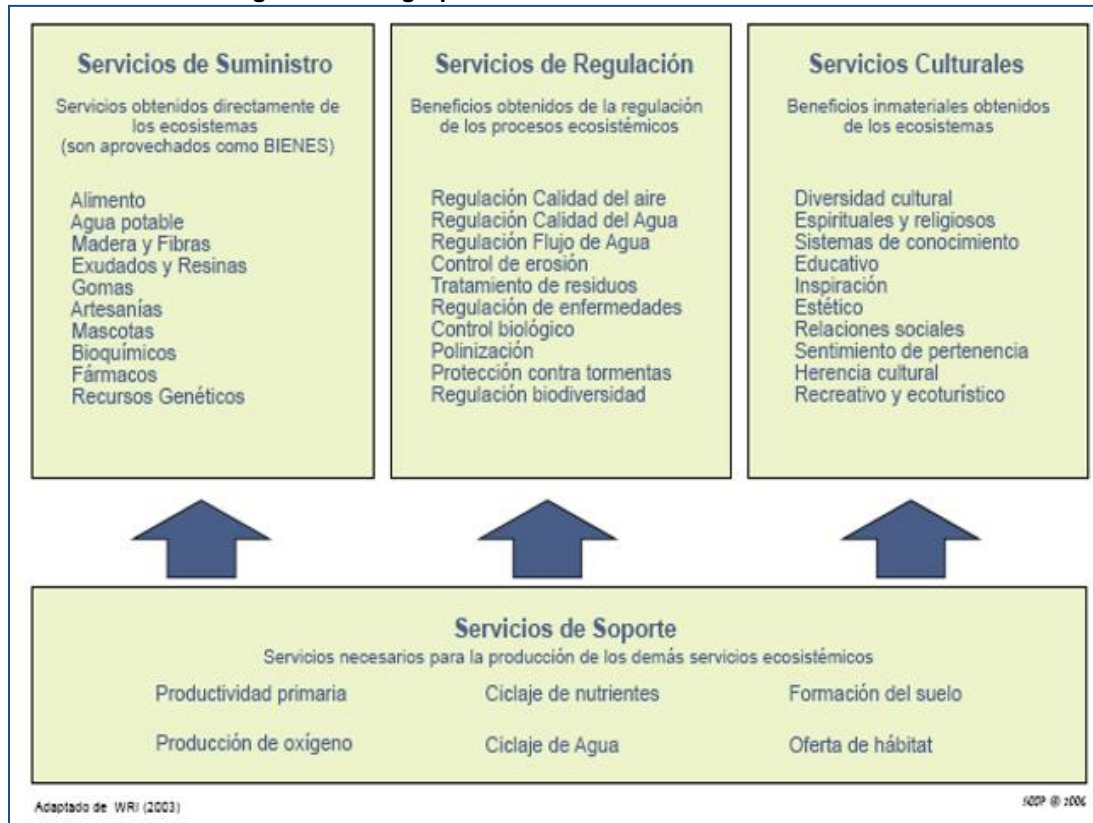 Servicios de Suministro
Servicios obtenidos directamente de
los ecosistemas
(son aprovechados como BIENES)
Alimento
Agua potable
Madera y Fibras
Exudados y Resinas
Gomas
Artesanías
Mascotas
Bioquímicos
Fármacos
Recursos Genéticos
Servicios de Regulación
Beneficios obtenidos de la regulación
de los procesos ecosistémicos
Regulación Calidad del aire
Regulación Calidad del Agua
Regulación Flujo de Agua
Control de erosión
Tratamiento de residuos
Regulación de enfermedades
Control biológico
Polinización
Protección contra tormentas
Regulación biodiversidad
Servicios Culturales
Beneficios inmateriales obtenidos
de los ecosistemas
Diversidad cultural
Espirituales y religiosos
Sistemas de conocimiento
Educativo
Inspiración
Estético
Relaciones sociales
Sentimiento de pertenencia
Herencia cultural
Recreativo y ecoturístico
Servicios de Soporte
Servicios necesarios para la producción de los demás servicios ecosistémicos
Productividad primaria
Ciclaje de nutrientes
Formación del suelo
Producción de oxígeno
Ciclaje de Agua
Oferta de hábitat
Adaptado de WRI (2003)
® 2006